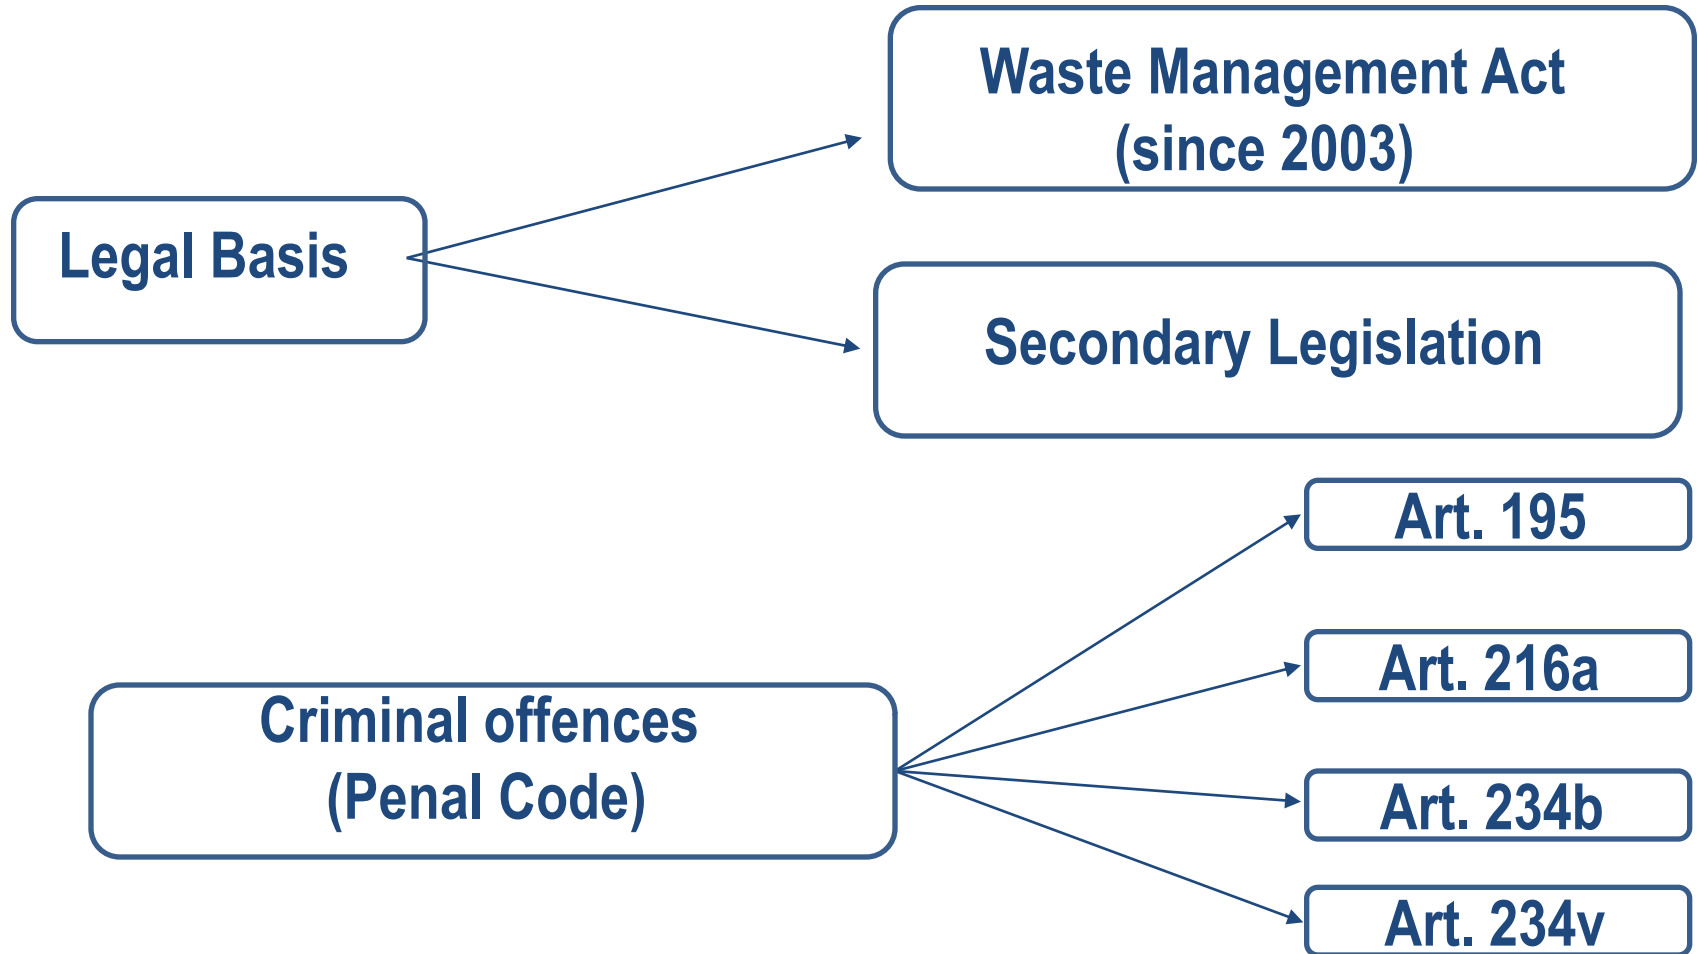 Waste Management Act
(since 2003)
Legal Basis
Secondary Legislation
Art. 195
Art. 216a
Criminal offences
(Penal Code)
Art. 234b
Art. 234v